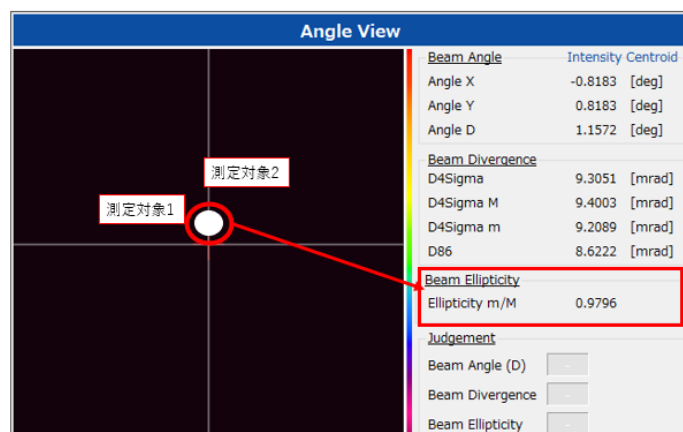 Angle View
測定対象2
測定対象1
Beam Angle Intensity Centroid
Angle X -0.8183 [deg]
Angle Y 0.8183 [deg]
Angle D 1.1572 [deg]
Beam Divergence
D4Sigma 9.3051 [mrad]
D4Sigma M 9.4003 [mrad]
D4Sigma m 9.2089 [mrad]
D86 8.6222 [mrad]
Beam Ellipticity
Ellipticity m/M 0.9796
Judgement
Beam Angle (D) -
Beam Divergence -
Beam Ellipticity -